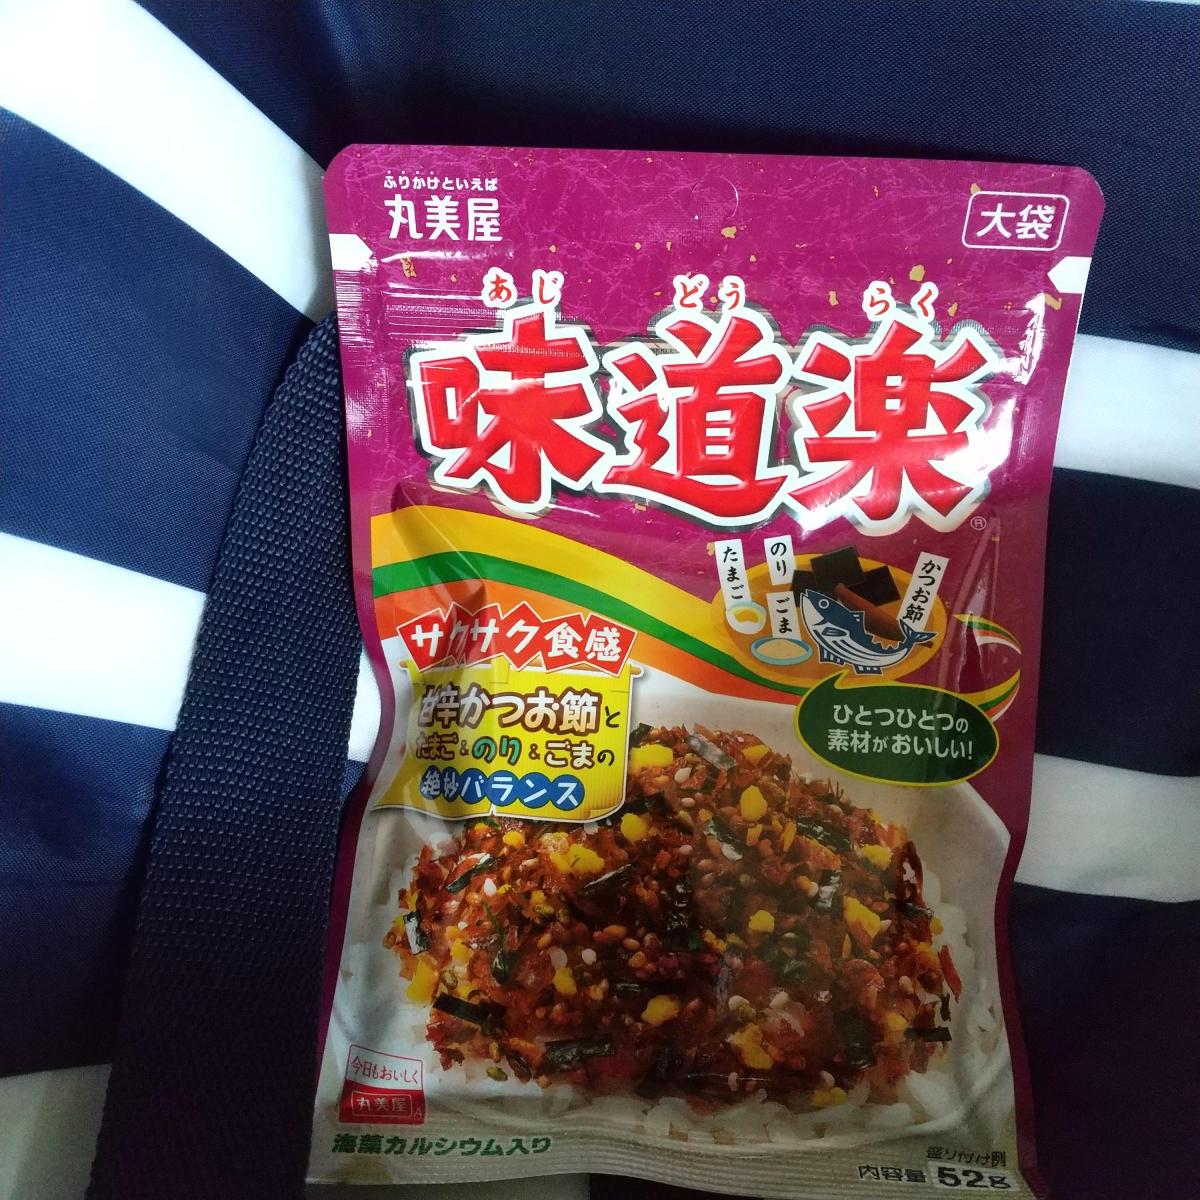 ふりかけといえば
丸美屋
大袋
あじ どう らく
味道楽
®
たまご
のり
ごま
かつお節
サクサク食感
甘辛かつお節と
たまご&のり&ごまの
絶妙バランス
ひとつひとつの
素材がおいしい!
今日もおいしく
丸美屋
A
海藻カルシウム入り
盛り付け例
内容量 52g